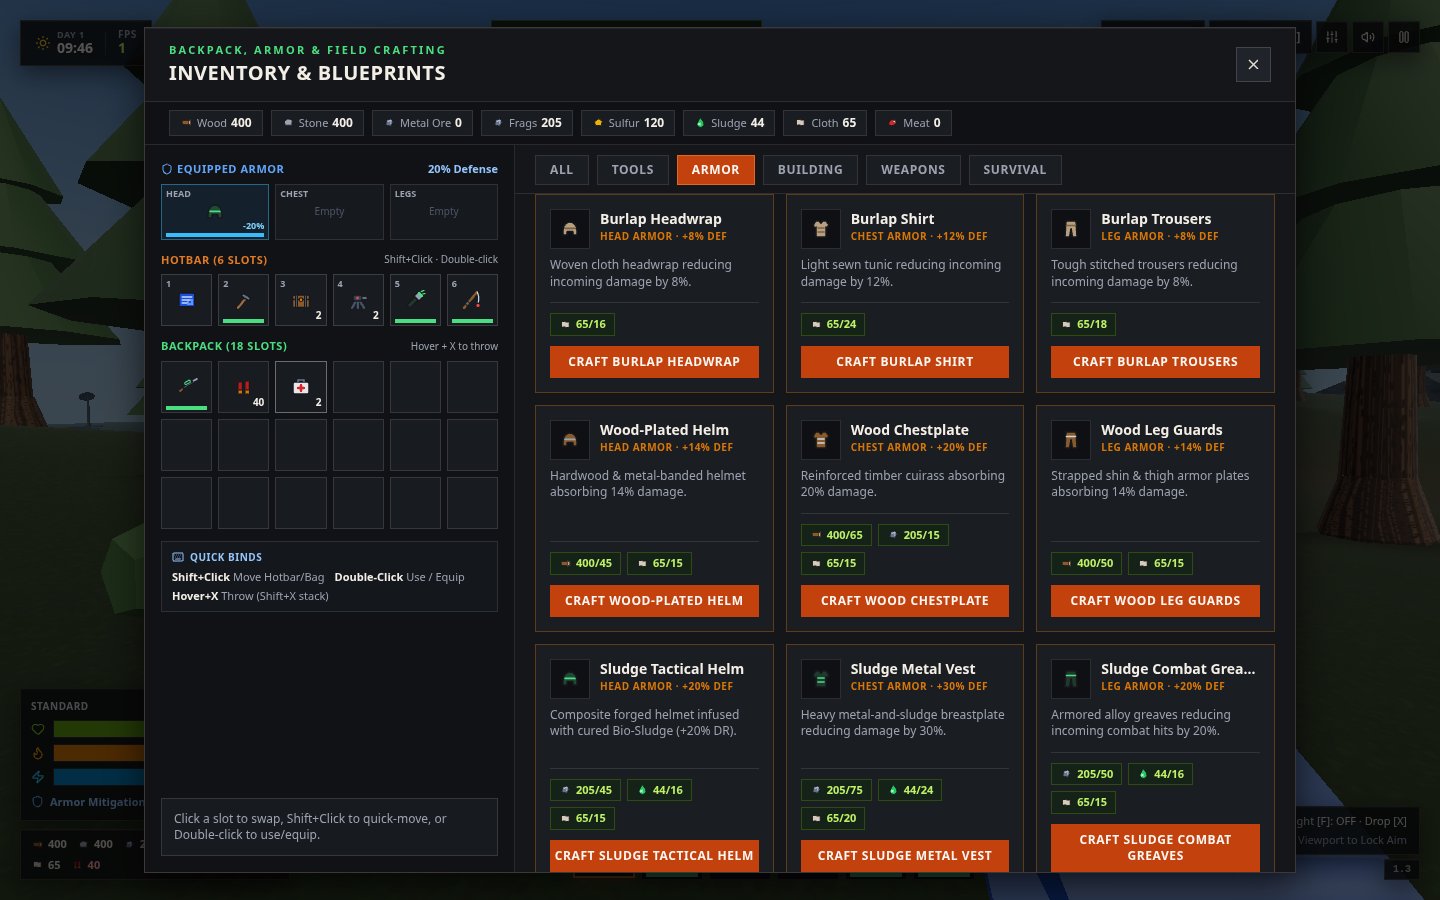 DAY 1
09:46
FPS
1
BACKPACK, ARMOR & FIELD CRAFTING
INVENTORY & BLUEPRINTS
Wood 400
Stone 400
Metal Ore 0
Frags 205
Sulfur 120
Sludge 44
Cloth 65
Meat 0
EQUIPPED ARMOR
20% Defense
HEAD
-20%
CHEST
Empty
LEGS
Empty
HOTBAR (6 SLOTS)
Shift+Click · Double-click
1
2
3
2
4
2
5
6
BACKPACK (18 SLOTS)
Hover + X to throw
40
2
QUICK BINDS
Shift+Click Move Hotbar/Bag Double-Click Use / Equip
Hover+X Throw (Shift+X stack)
Click a slot to swap, Shift+Click to quick-move, or
Double-click to use/equip.
ALL
TOOLS
ARMOR
BUILDING
WEAPONS
SURVIVAL
Burlap Headwrap
HEAD ARMOR · +8% DEF
Woven cloth headwrap reducing
incoming damage by 8%.
65/16
CRAFT BURLAP HEADWRAP
Burlap Shirt
CHEST ARMOR · +12% DEF
Light sewn tunic reducing incoming
damage by 12%.
65/24
CRAFT BURLAP SHIRT
Burlap Trousers
LEG ARMOR · +8% DEF
Tough stitched trousers reducing
incoming damage by 8%.
65/18
CRAFT BURLAP TROUSERS
Wood-Plated Helm
HEAD ARMOR · +14% DEF
Hardwood & metal-banded helmet
absorbing 14% damage.
400/45
65/15
CRAFT WOOD-PLATED HELM
Wood Chestplate
CHEST ARMOR · +20% DEF
Reinforced timber cuirass absorbing
20% damage.
400/65
205/15
65/15
CRAFT WOOD CHESTPLATE
Wood Leg Guards
LEG ARMOR · +14% DEF
Strapped shin & thigh armor plates
absorbing 14% damage.
400/50
65/15
CRAFT WOOD LEG GUARDS
Sludge Tactical Helm
HEAD ARMOR · +20% DEF
Composite forged helmet infused
with cured Bio-Sludge (+20% DR).
205/45
44/16
65/15
CRAFT SLUDGE TACTICAL HELM
Sludge Metal Vest
CHEST ARMOR · +30% DEF
Heavy metal-and-sludge breastplate
reducing damage by 30%.
205/75
44/24
65/20
CRAFT SLUDGE METAL VEST
Sludge Combat Grea...
LEG ARMOR · +20% DEF
Armored alloy greaves reducing
incoming combat hits by 20%.
205/50
44/16
65/15
CRAFT SLUDGE COMBAT
GREAVES
STANDARD
Armor Mitigation
400
400
65
40
[F]: OFF · Drop [X]
Viewport to Lock Aim
1.3